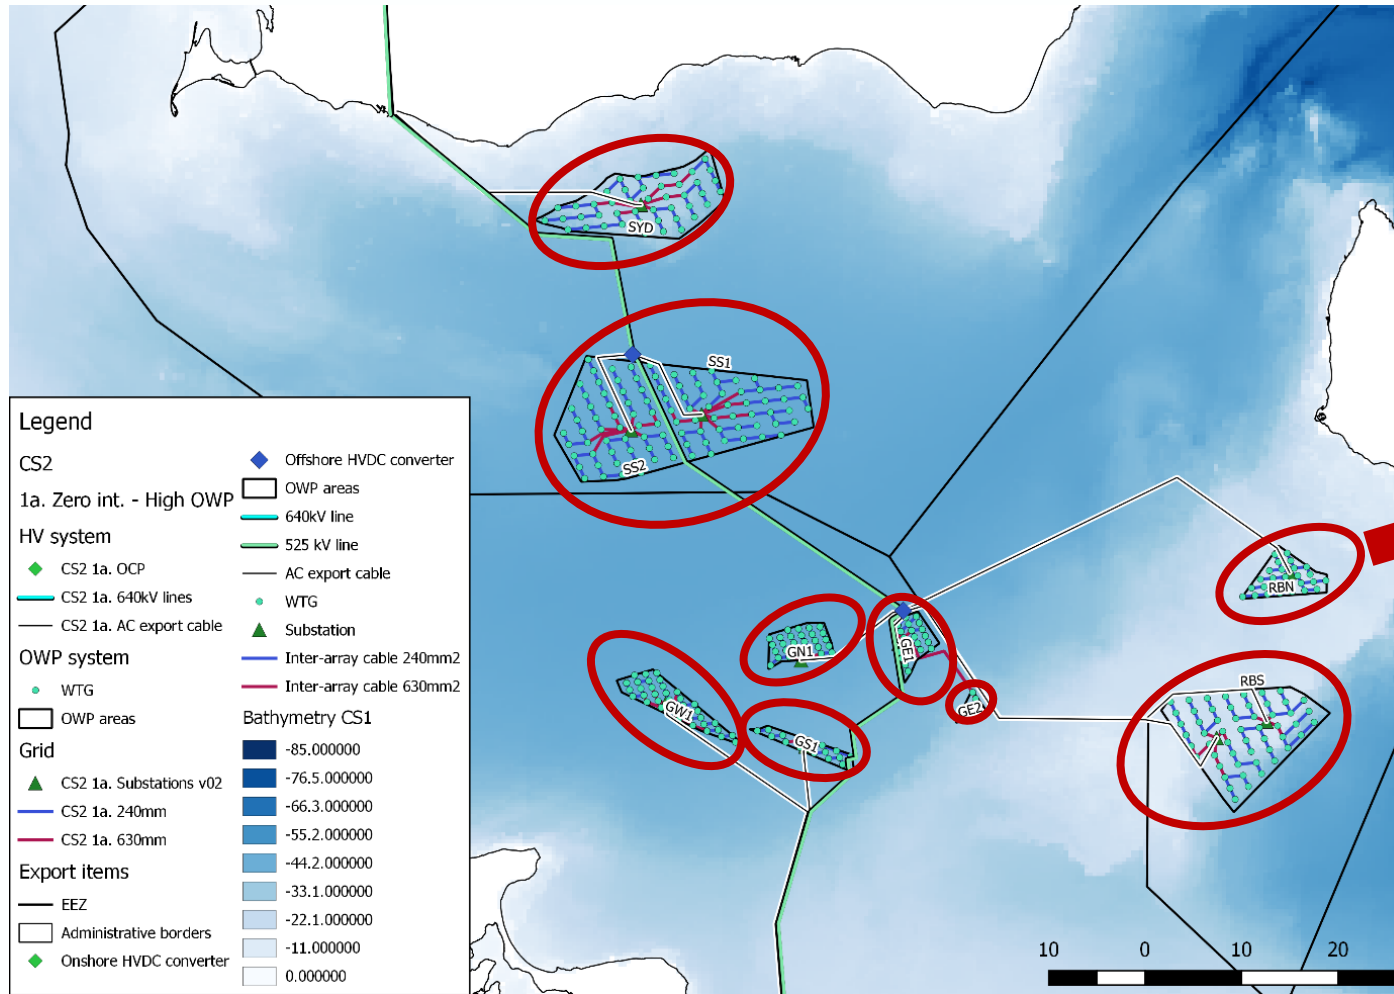 SYD
SS1
SS2
RBN
GN1
GE1
GE2
RBS
GW1
GS1
Legend
CS2
1a. Zero int. - High OWP
HV system
CS2 1a. OCP
CS2 1a. 640kV lines
CS2 1a. AC export cable
OWP system
WTG
OWP areas
Grid
CS2 1a. Substations v02
CS2 1a. 240mm
CS2 1a. 630mm
Export items
EEZ
Administrative borders
Onshore HVDC converter
Offshore HVDC converter
OWP areas
640kV line
525 kV line
AC export cable
WTG
Substation
Inter-array cable 240mm2
Inter-array cable 630mm2
Bathymetry CS1
-85.000000
-76.5.000000
-66.3.000000
-55.2.000000
-44.2.000000
-33.1.000000
-22.1.000000
-11.000000
0.000000
10 0 10 20